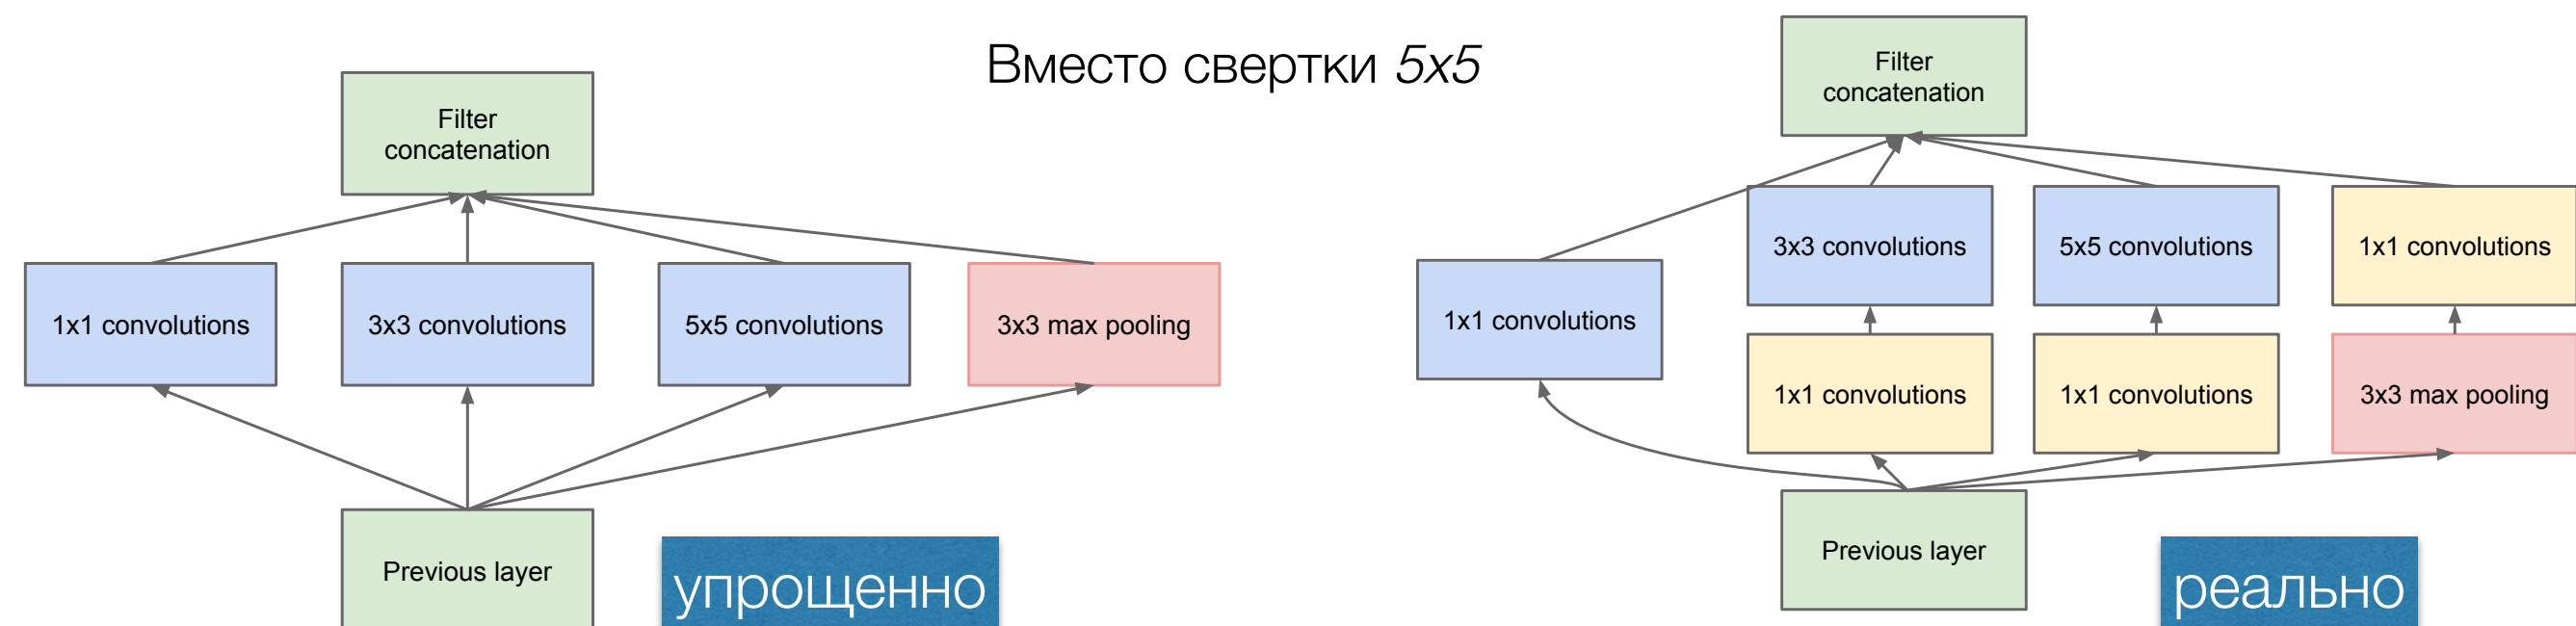 Вместо свертки 5x5
Filter
concatenation
1x1 convolutions
3x3 convolutions
5x5 convolutions
3x3 max pooling
Previous layer
упрощенно
Filter
concatenation
3x3 convolutions
5x5 convolutions
1x1 convolutions
1x1 convolutions
1x1 convolutions
1x1 convolutions
3x3 max pooling
Previous layer
реально